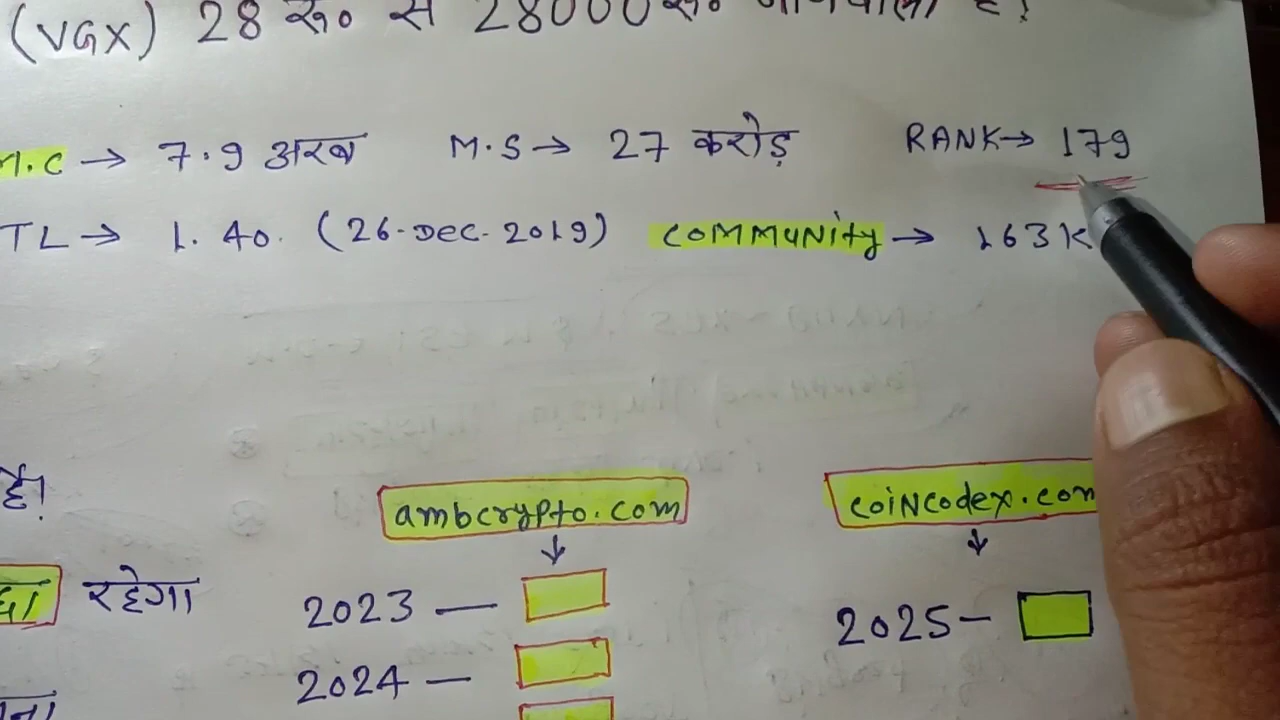 (VGX) 28 रु० से 28000 रु० जानेवाला है!
M.C → 7.9 अरब M.S → 27 करोड़ RANK → 179
TL → 1.40. (26-DEC-2019) COMMUNity → 163K
है!
ambcrypto.com coiNcodex.com
↓ ↓
रहेगा 2023 —
2025 —
2024 —